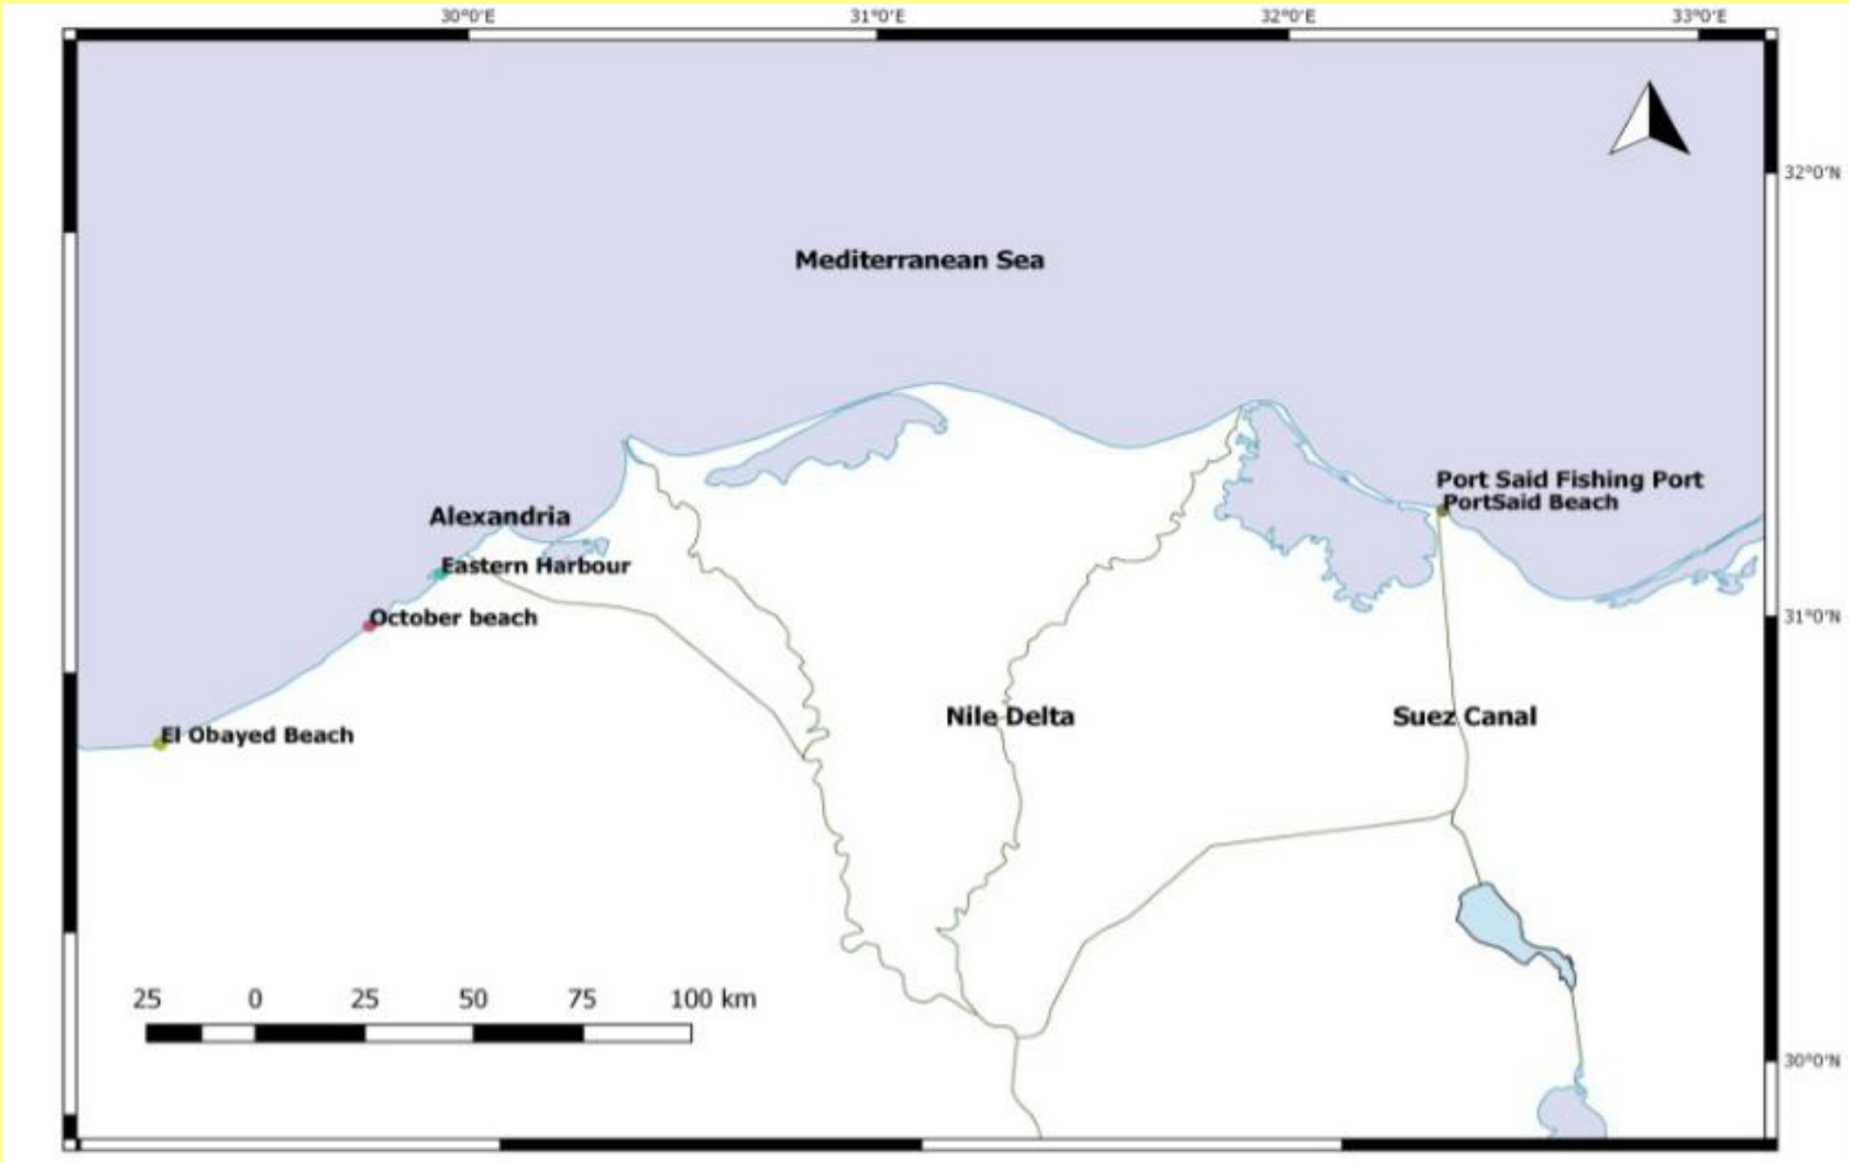 30°0'E 31°0'E 32°0'E 33°0'E
32°0'N
Mediterranean Sea
Port Said Fishing Port
PortSaid Beach
Alexandria
Eastern Harbour
October beach
31°0'N
Nile Delta
Suez Canal
El Obayed Beach
25 0 25 50 75 100 km
30°0'N